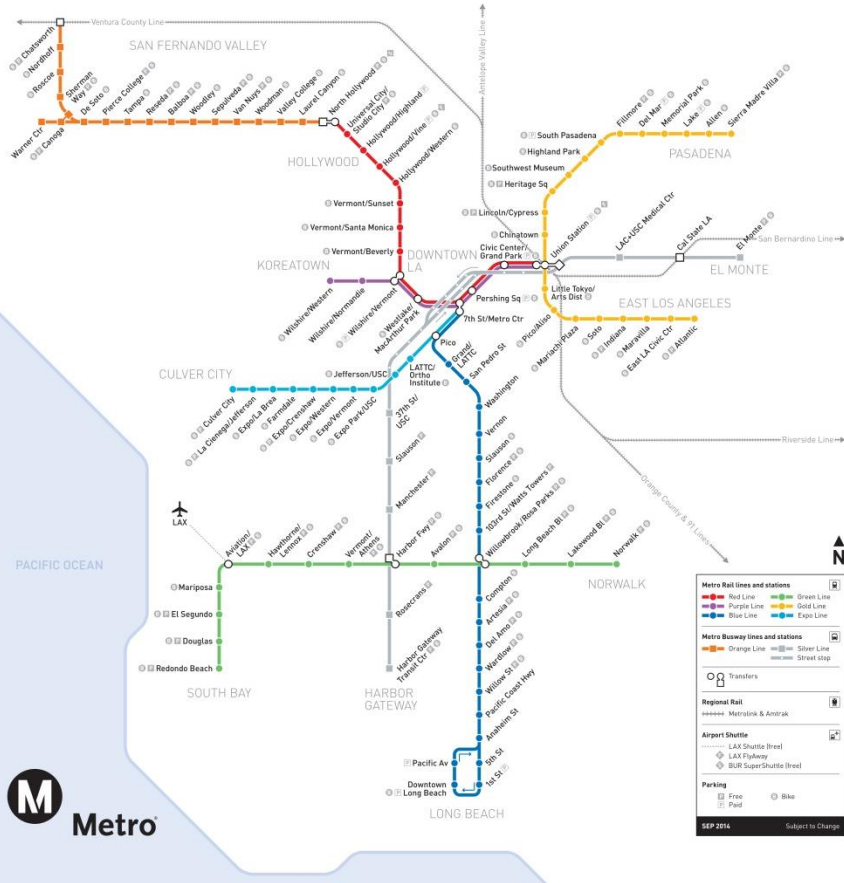 Ventura County Line
Antelope Valley Line
SAN FERNANDO VALLEY
Chatsworth
Nordhoff
Roscoe
Sherman
Way
Warner Ctr
Canoga
De Soto
Pierce College
Tampa
Reseda
Balboa
Woodley
Sepulveda
Van Nuys
Woodman
Valley College
Laurel Canyon
North Hollywood
Universal City/
Studio City
Hollywood/Highland
Hollywood/Vine
Hollywood/Western
HOLLYWOOD
Vermont/Sunset
Vermont/Santa Monica
Vermont/Beverly
KOREATOWN
Wilshire/Western
Wilshire/Normandie
Wilshire/Vermont
Westlake/
MacArthur Park
DOWNTOWN
LA
Civic Center/
Grand Park
Pershing Sq
7th St/Metro Ctr
Union Station
Fillmore
Del Mar
Memorial Park
Lake
Allen
Sierra Madre Villa
PASADENA
South Pasadena
Highland Park
Southwest Museum
Heritage Sq
Lincoln/Cypress
Chinatown
LAC+USC Medical Ctr
Cal State LA
El Monte
San Bernardino Line
EL MONTE
Little Tokyo/
Arts Dist
EAST LOS ANGELES
Pico/Aliso
Mariachi Plaza
Soto
Indiana
Maravilla
East LA Civic Ctr
Atlantic
Pico
Grand/
LATTC
San Pedro St
Washington
Vernon
Slauson
Florence
Firestone
103rd St/Watts Towers
Willowbrook/Rosa Parks
CULVER CITY
Culver City
La Cienega/Jefferson
Expo/La Brea
Farmdale
Expo/Crenshaw
Expo/Western
Expo/Vermont
Expo Park/USC
Jefferson/USC
LATTC/
Ortho
Institute
37th St/
USC
Slauson
Manchester
Riverside Line
Orange County & 91 Lines
LAX
Aviation/
LAX
Hawthorne/
Lennox
Crenshaw
Vermont/
Athens
Harbor Fwy
Avalon
Long Beach Bl
Lakewood Bl
Norwalk
NORWALK
PACIFIC OCEAN
Mariposa
El Segundo
Douglas
Redondo Beach
SOUTH BAY
Rosecrans
Harbor Gateway
Transit Ctr
HARBOR
GATEWAY
Compton
Artesia
Del Amo
Wardlow
Willow St
Pacific Coast Hwy
Anaheim St
5th St
1st St
Pacific Av
Downtown
Long Beach
LONG BEACH
N
Metro Rail lines and stations
Red Line
Green Line
Purple Line
Gold Line
Blue Line
Expo Line
Metro Busway lines and stations
Orange Line
Silver Line
Street stop
Transfers
Regional Rail
Metrolink & Amtrak
Airport Shuttle
LAX Shuttle (free)
LAX FlyAway
BUR SuperShuttle (free)
Parking
P Free
Bike
P Paid
SEP 2014
Subject to Change
M
Metro